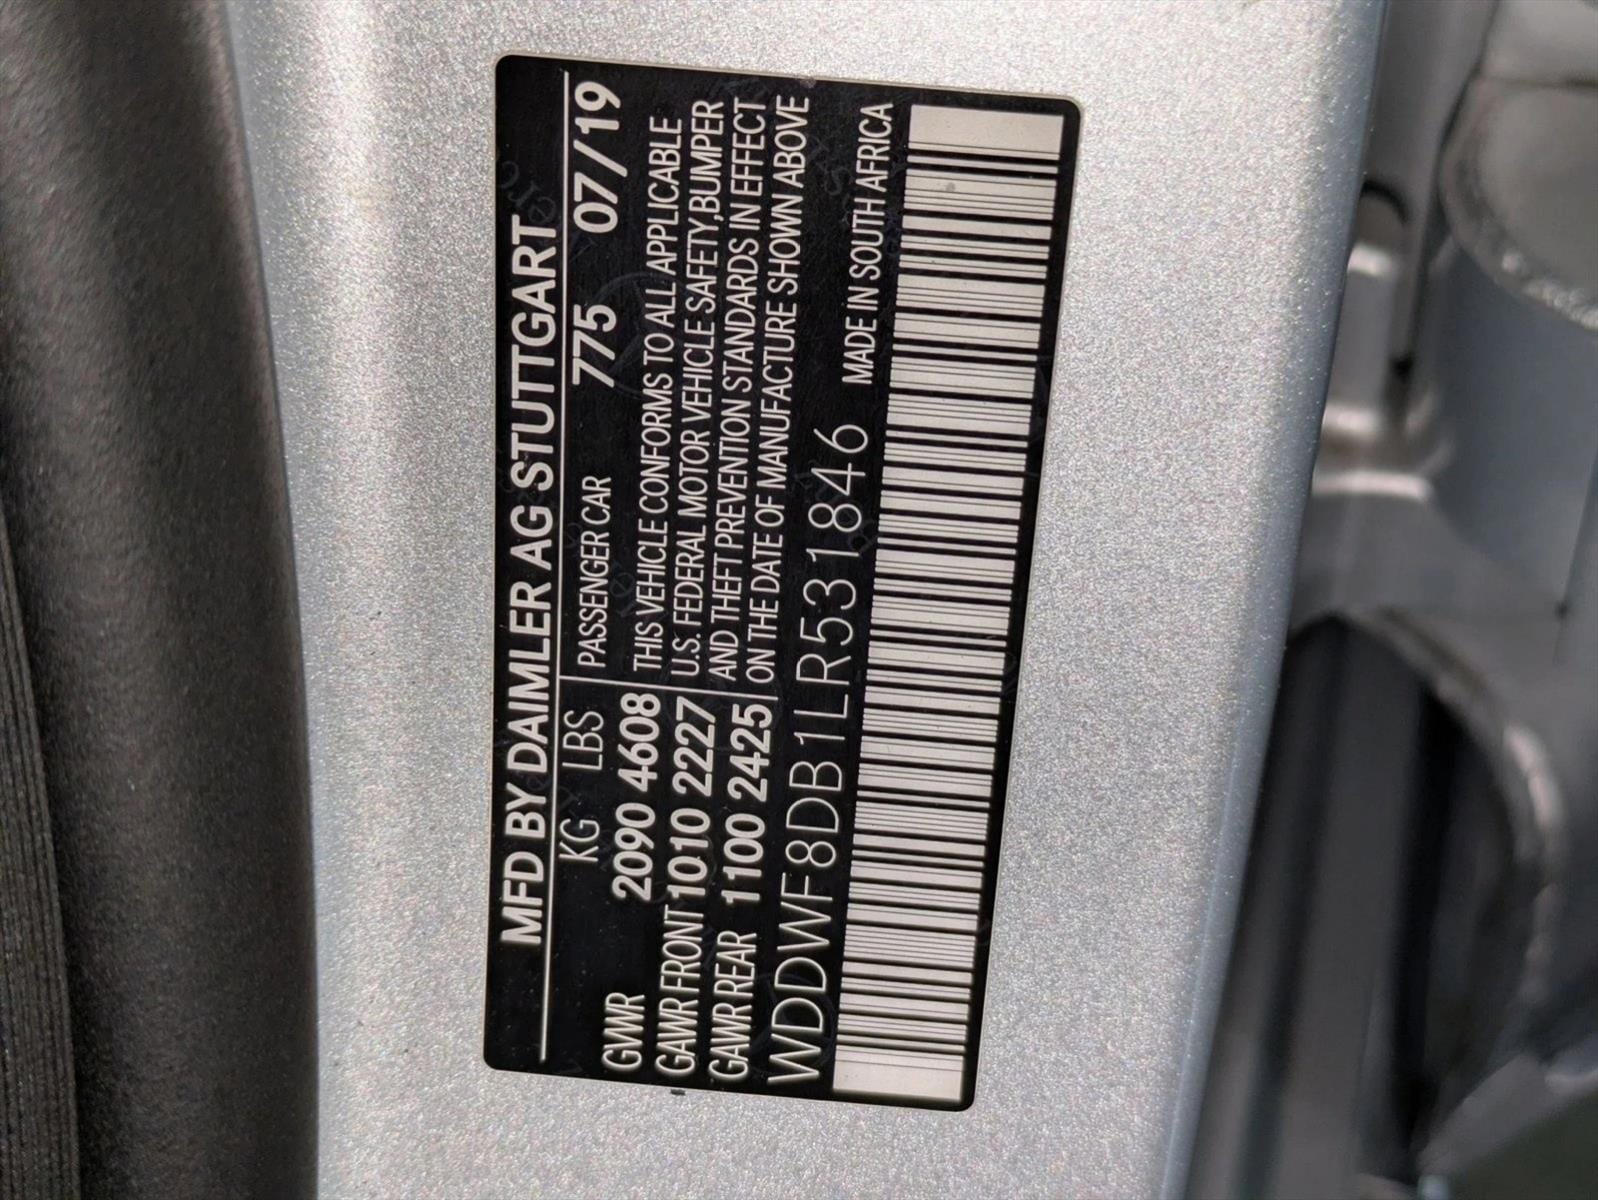 MFD BY DAIMLER AG STUTTGART
KG LBS PASSENGER CAR 775 07/19
GVWR 2090 4608 THIS VEHICLE CONFORMS TO ALL APPLICABLE
GAWR FRONT 1010 2227 U.S. FEDERAL MOTOR VEHICLE SAFETY,BUMPER
GAWR REAR 1100 2425 AND THEFT PREVENTION STANDARDS IN EFFECT
ON THE DATE OF MANUFACTURE SHOWN ABOVE
WDDWF8DB1LR531846 MADE IN SOUTH AFRICA